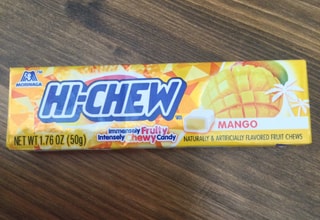 MORINAGA
HI-CHEW
Immensely Fruity,
Intensely Chewy Candy
MANGO
NET WT 1.76 OZ (50g)
NATURALLY & ARTIFICIALLY FLAVORED FRUIT CHEWS